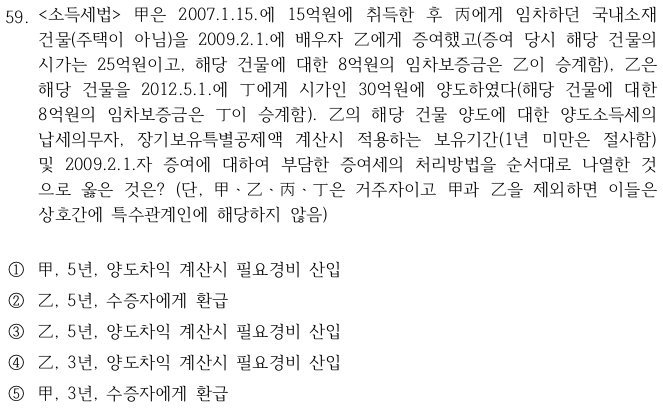 59. <소득세법> 甲은 2007.1.15.에 15억원에 취득한 후 丙에게 임차하던 국내소재
건물(주택이 아님)을 2009.2.1.에 배우자 乙에게 증여했고(증여 당시 해당 건물의
시가는 25억원이고, 해당 건물에 대한 8억원의 임차보증금은 乙이 승계함), 乙은
해당 건물을 2012.5.1.에 丁에게 시가인 30억원에 양도하였다(해당 건물에 대한
8억원의 임차보증금은 丁이 승계함). 乙의 해당 건물 양도에 대한 양도소득세의
납세의무자, 장기보유특별공제액 계산시 적용하는 보유기간(1년 미만은 절사함)
및 2009.2.1.자 증여에 대하여 부담한 증여세의 처리방법을 순서대로 나열한 것
으로 옳은 것은? (단, 甲ㆍ乙ㆍ丙ㆍ丁은 거주자이고 甲과 乙을 제외하면 이들은
상호간에 특수관계인에 해당하지 않음)
① 甲, 5년, 양도차익 계산시 필요경비 산입
② 乙, 5년, 수증자에게 환급
③ 乙, 5년, 양도차익 계산시 필요경비 산입
④ 乙, 3년, 양도차익 계산시 필요경비 산입
⑤ 甲, 3년, 수증자에게 환급